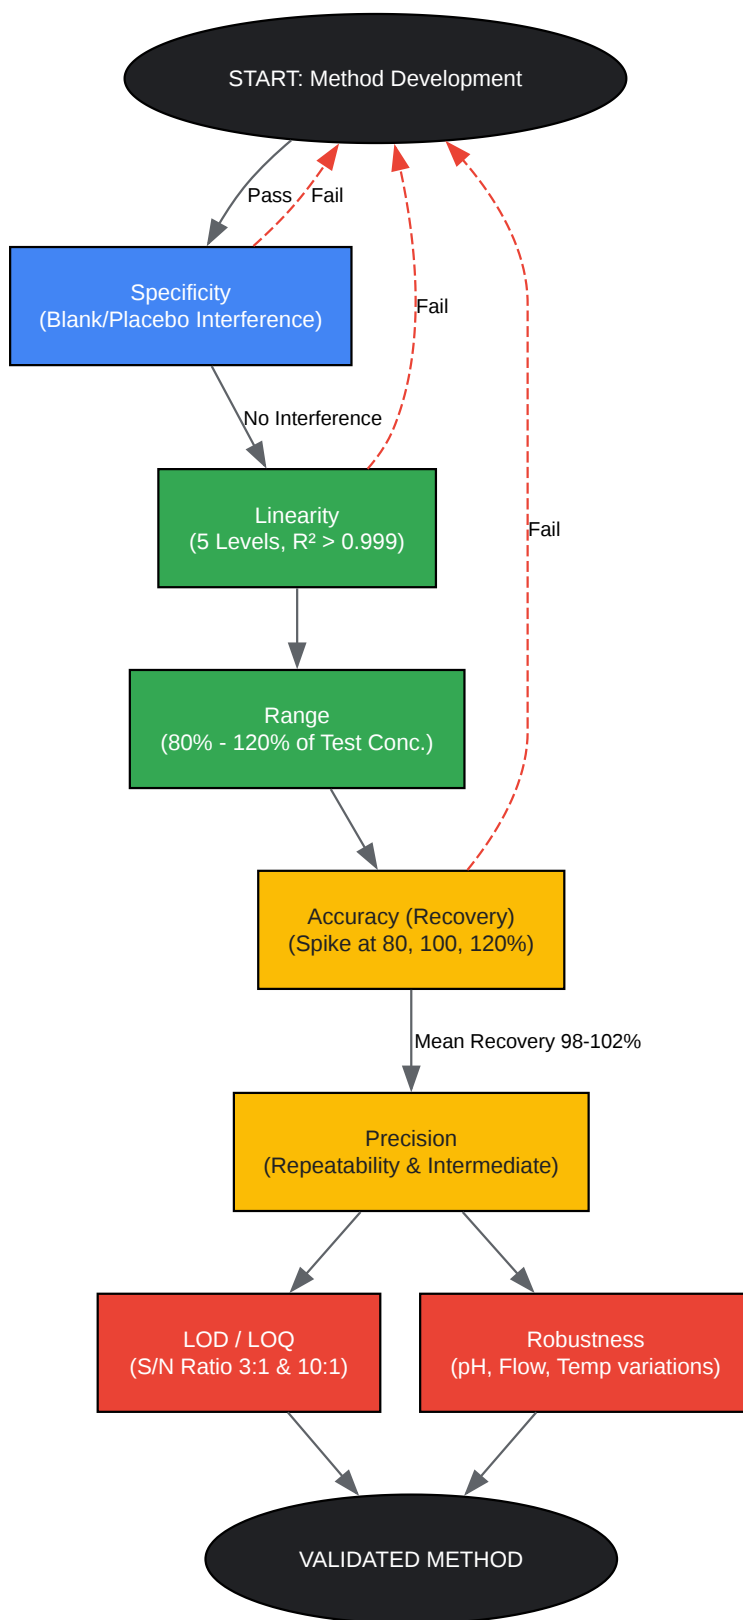 START: Method Development
Pass
Fail
Specificity
(Blank/Placebo Interference)
Fail
No Interference
Linearity
(5 Levels, R² > 0.999)
Fail
Range
(80% - 120% of Test Conc.)
Accuracy (Recovery)
(Spike at 80, 100, 120%)
Mean Recovery 98-102%
Precision
(Repeatability & Intermediate)
LOD / LOQ
(S/N Ratio 3:1 & 10:1)
Robustness
(pH, Flow, Temp variations)
VALIDATED METHOD